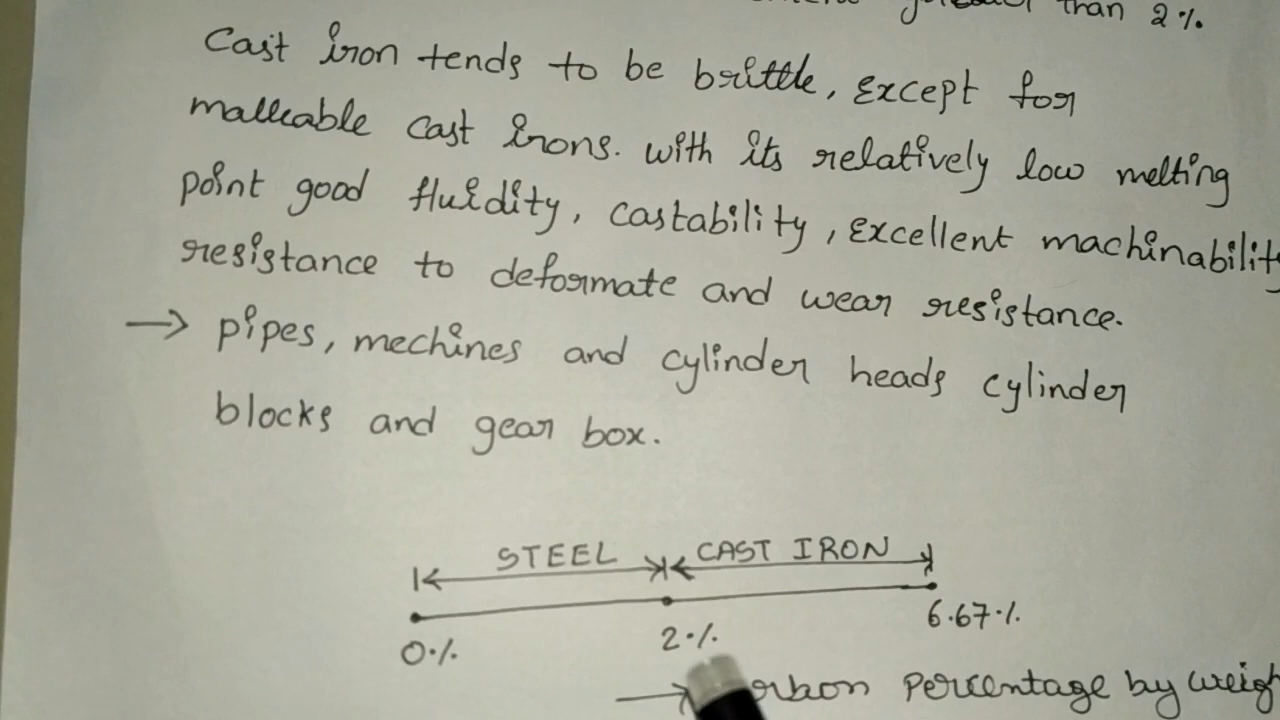 than 2%
Cast iron tends to be brittle, Except for
malleable cast irons. with its relatively low melting
point good fluidity, castability, Excellent machinability
resistance to deformate and wear resistance.
→ pipes, mechines and cylinder heads cylinder
blocks and gear box.
STEEL CAST IRON
0% 2% 6.67%
→ percentage by